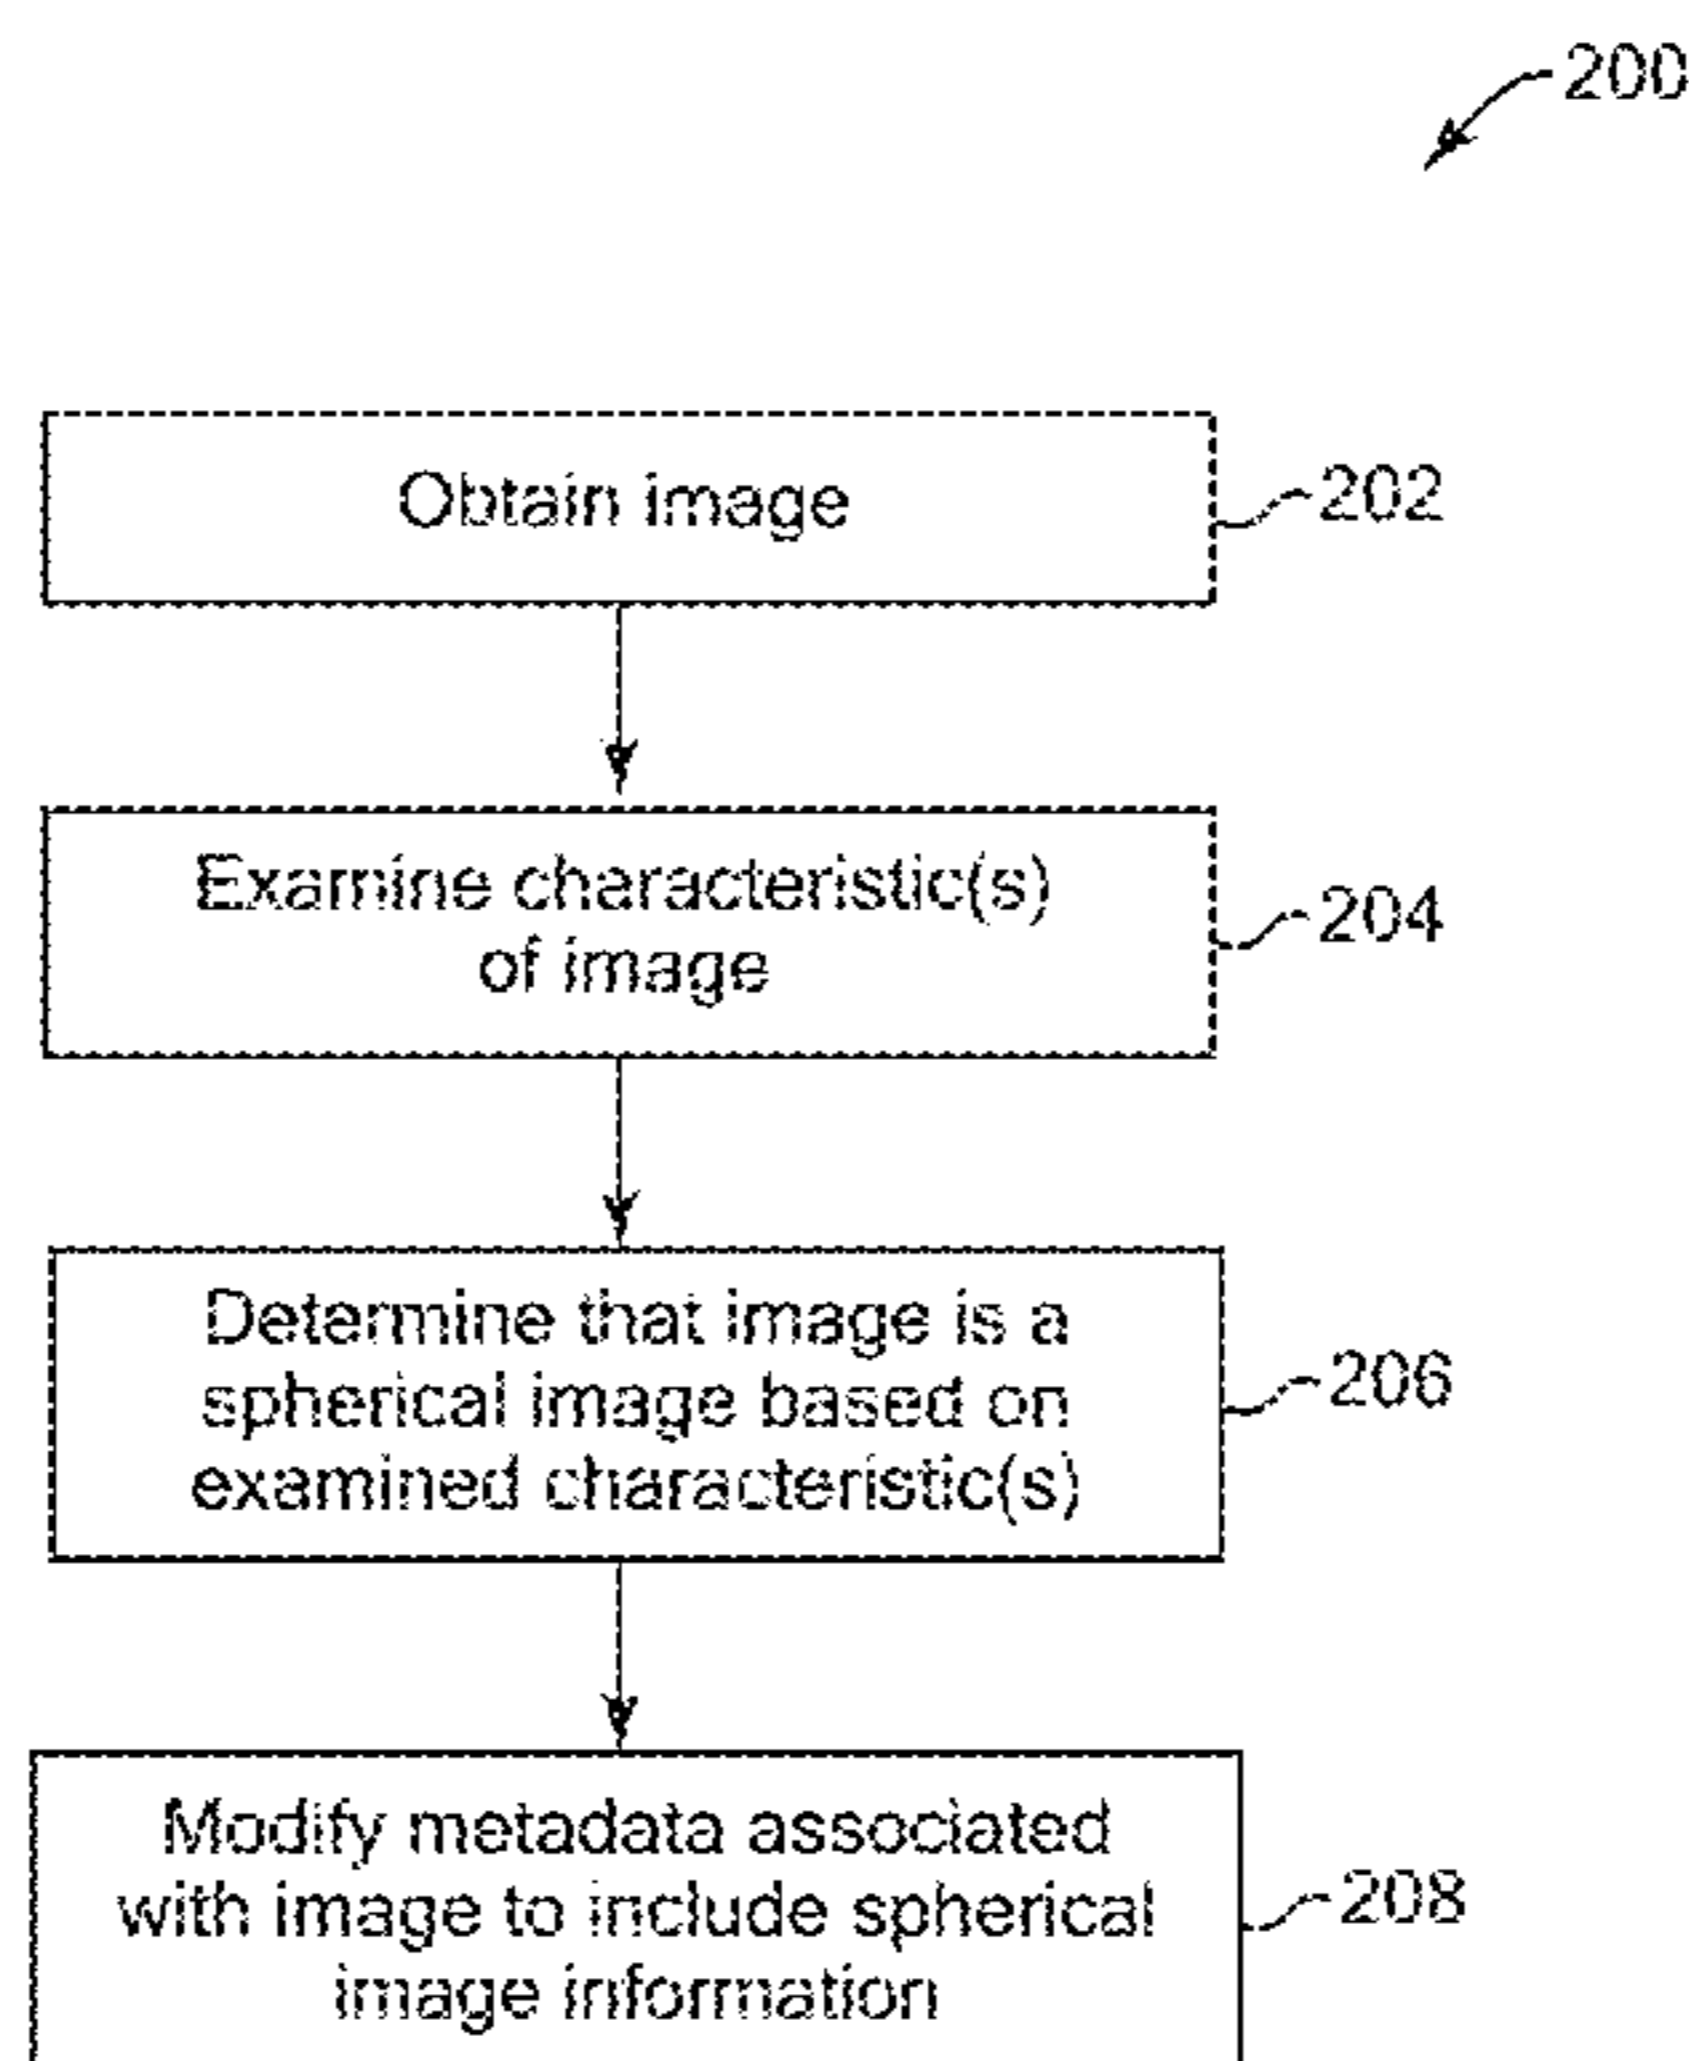 200
Obtain image
202
Examine characteristic(s)
of image
204
Determine that image is a
spherical image based on
examined characteristic(s)
206
Modify metadata associated
with image to include spherical
image information
208